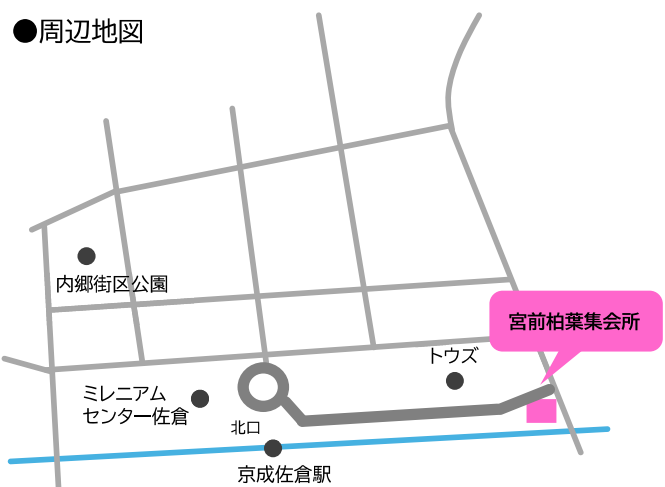 ●周辺地図
内郷街区公園
宮前柏葉集会所
トウズ
ミレニアム
センター佐倉
北口
京成佐倉駅